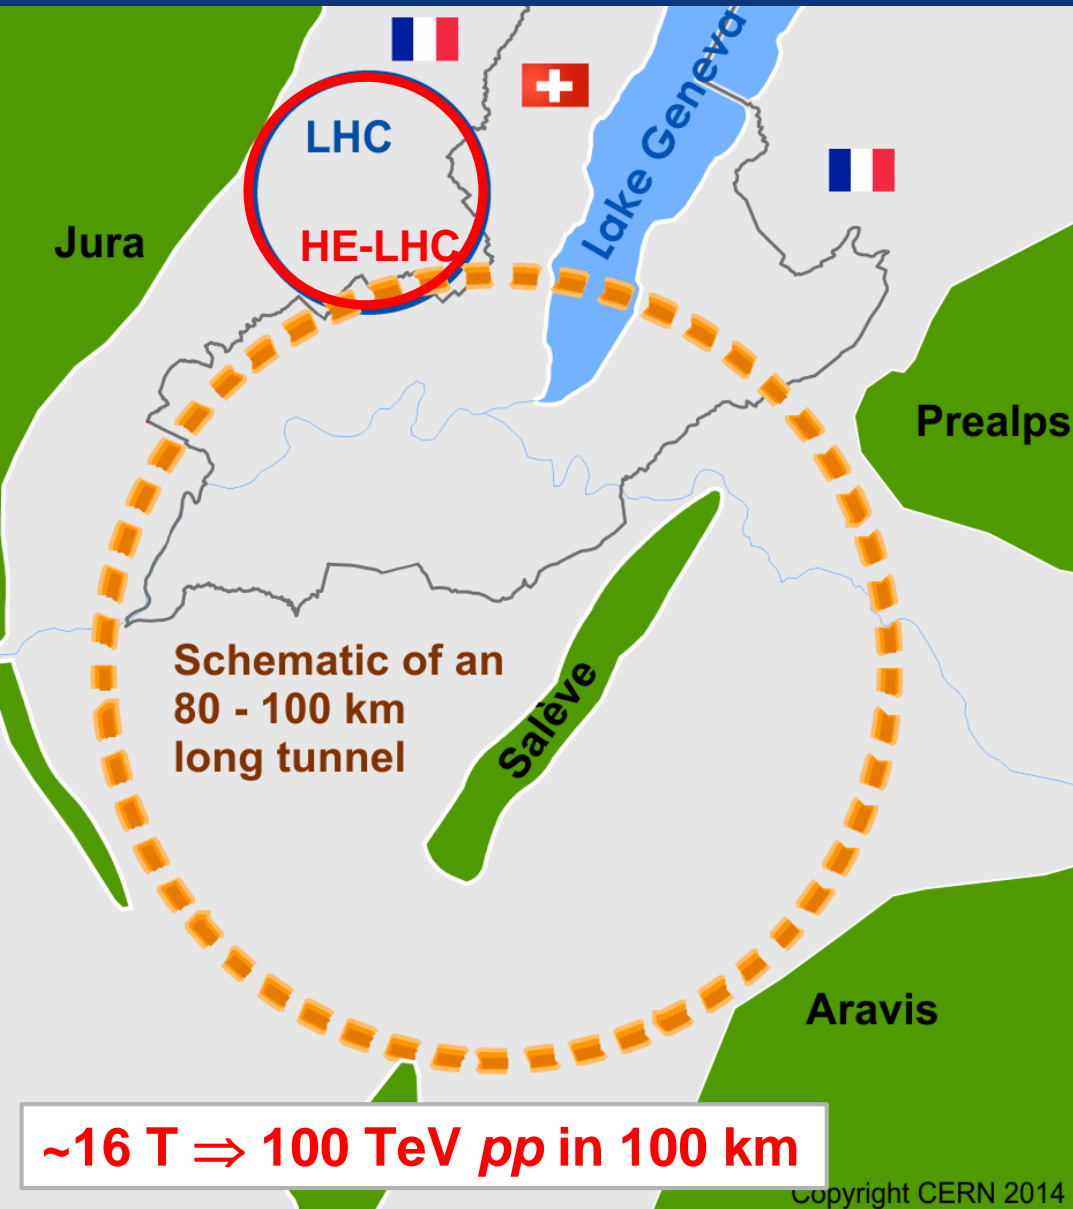 LHC
Lake Geneva
Jura
HE-LHC
Prealps
Schematic of an
80 - 100 km
long tunnel
Salève
Aravis
~16 T ⇒ 100 TeV pp in 100 km
Copyright CERN 2014